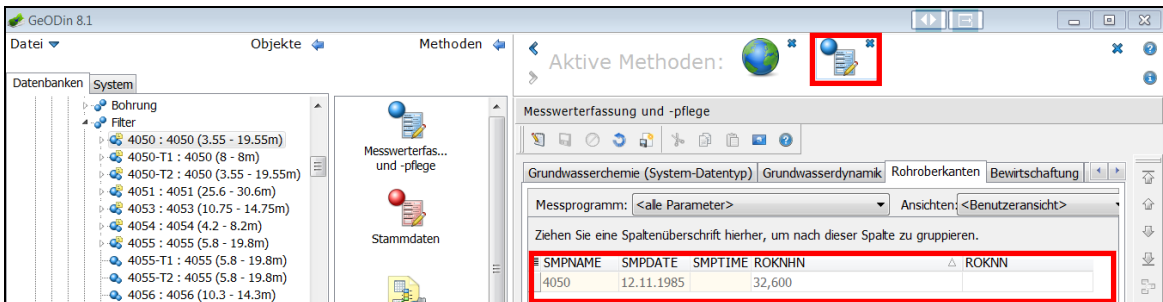 GeODin 8.1
Datei
Objekte
Methoden
Aktive Methoden:
Datenbanken System
Bohrung
Filter
4050 : 4050 (3.55 - 19.55m)
4050-T1 : 4050 (8 - 8m)
4050-T2 : 4050 (3.55 - 19.55m)
4051 : 4051 (25.6 - 30.6m)
4053 : 4053 (10.75 - 14.75m)
4054 : 4054 (4.2 - 8.2m)
4055 : 4055 (5.8 - 19.8m)
4055-T1 : 4055 (5.8 - 19.8m)
4055-T2 : 4055 (5.8 - 19.8m)
4056 : 4056 (10.3 - 14.3m)
Messwerterfas...
und -pflege
Stammdaten
Messwerterfassung und -pflege
Grundwasserchemie (System-Datentyp) Grundwasserdynamik Rohroberkanten Bewirtschaftung
Messprogramm: <alle Parameter> Ansichten: <Benutzeransicht>
Ziehen Sie eine Spaltenüberschrift hierher, um nach dieser Spalte zu gruppieren.
SMPNAME SMPDATE SMPTIME ROKNHN ROKNN
4050 12.11.1985 32,600